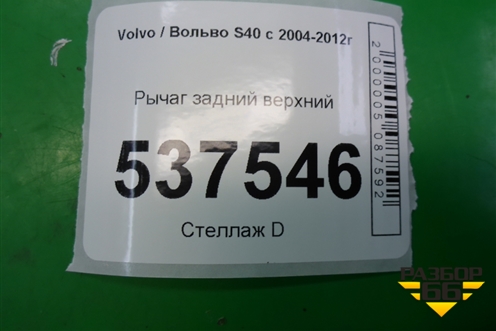 Volvo / Вольво S40 с 2004-2012г
Рычаг задний верхний
537546
Стеллаж D
2000005087592
РАЗБОР
66